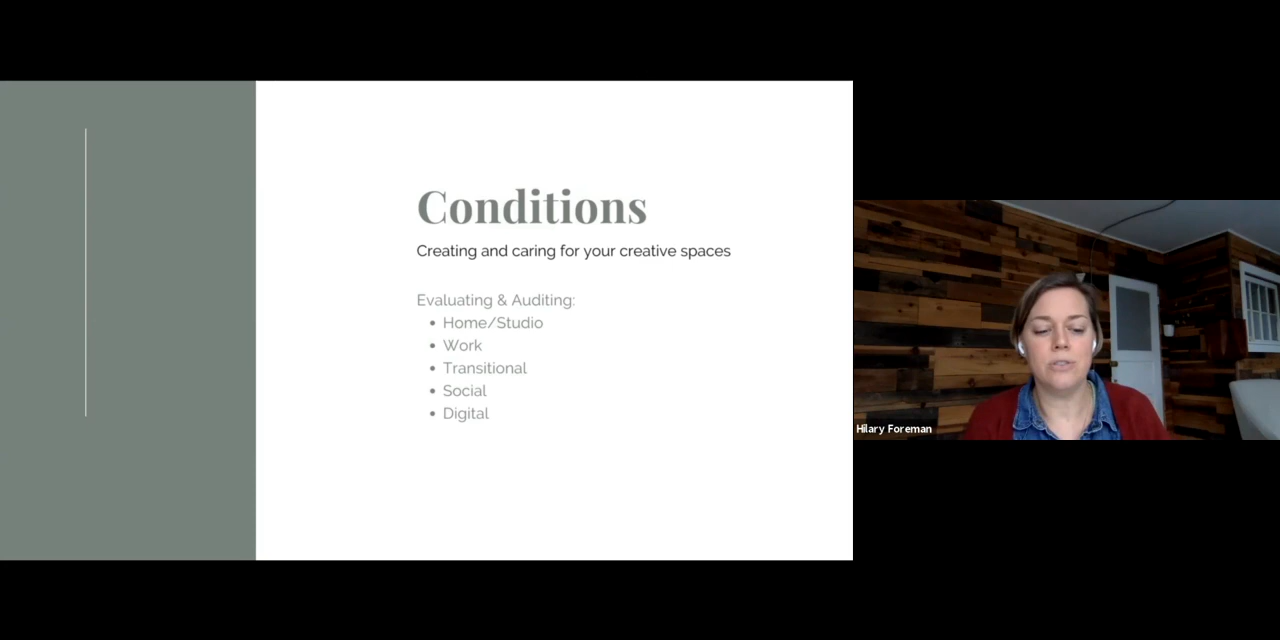 Conditions
Creating and caring for your creative spaces
Evaluating & Auditing:
• Home/Studio
• Work
• Transitional
• Social
• Digital
Hilary Foreman